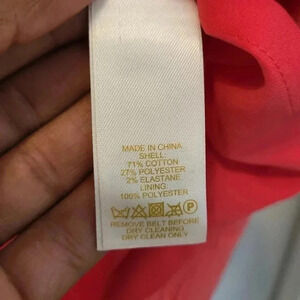 MADE IN CHINA
SHELL:
71% COTTON
27% POLYESTER
2% ELASTANE
LINING:
100% POLYESTER
P
REMOVE BELT BEFORE
DRY CLEANING
DRY CLEAN ONLY